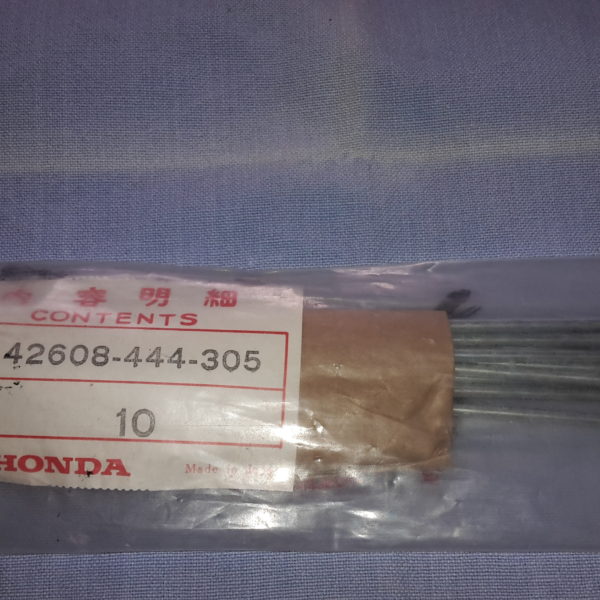 内容明細
CONTENTS
42608-444-305
10
HONDA
Made in Japan